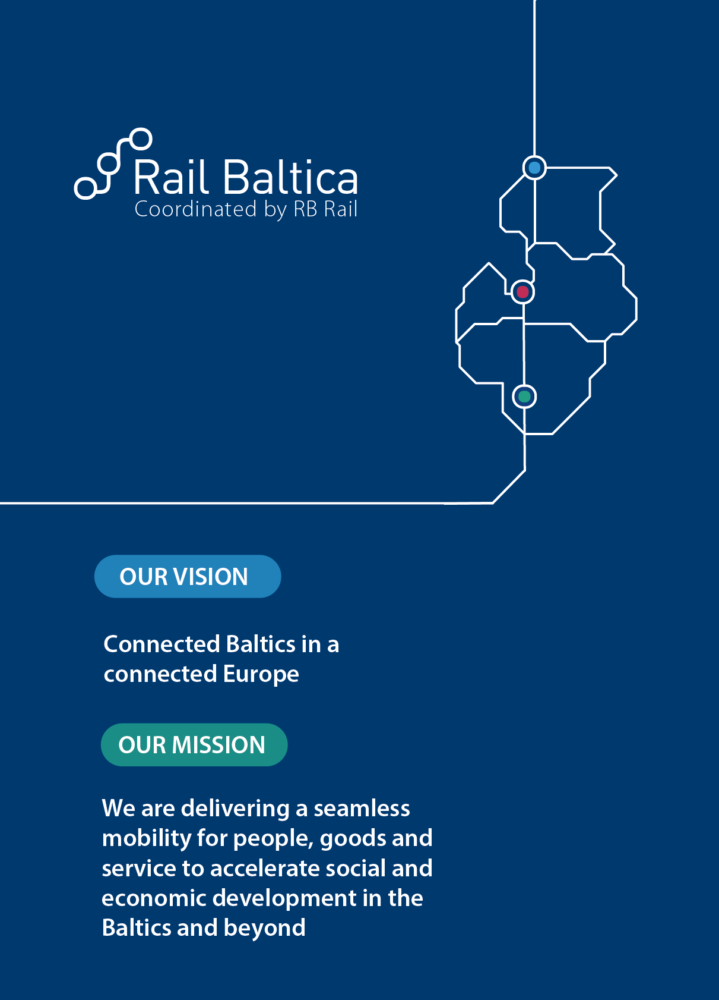 Rail Baltica
Coordinated by RB Rail
OUR VISION
Connected Baltics in a
connected Europe
OUR MISSION
We are delivering a seamless
mobility for people, goods and
service to accelerate social and
economic development in the
Baltics and beyond